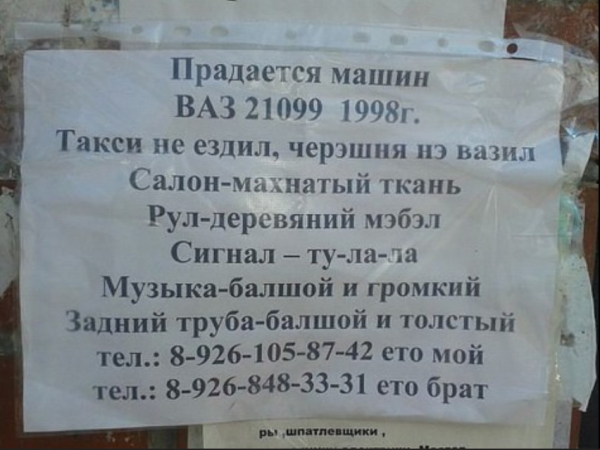 Прадается машин
ВАЗ 21099 1998г.
Такси не ездил, черэшня нэ вазил
Салон-махнатый ткань
Рул-деревяний мэбэл
Сигнал – ту-ла-ла
Музыка-балшой и громкий
Задний труба-балшой и толстый
тел.: 8-926-105-87-42 ето мой
тел.: 8-926-848-33-31 ето брат
ры ,шпатлевщики ,